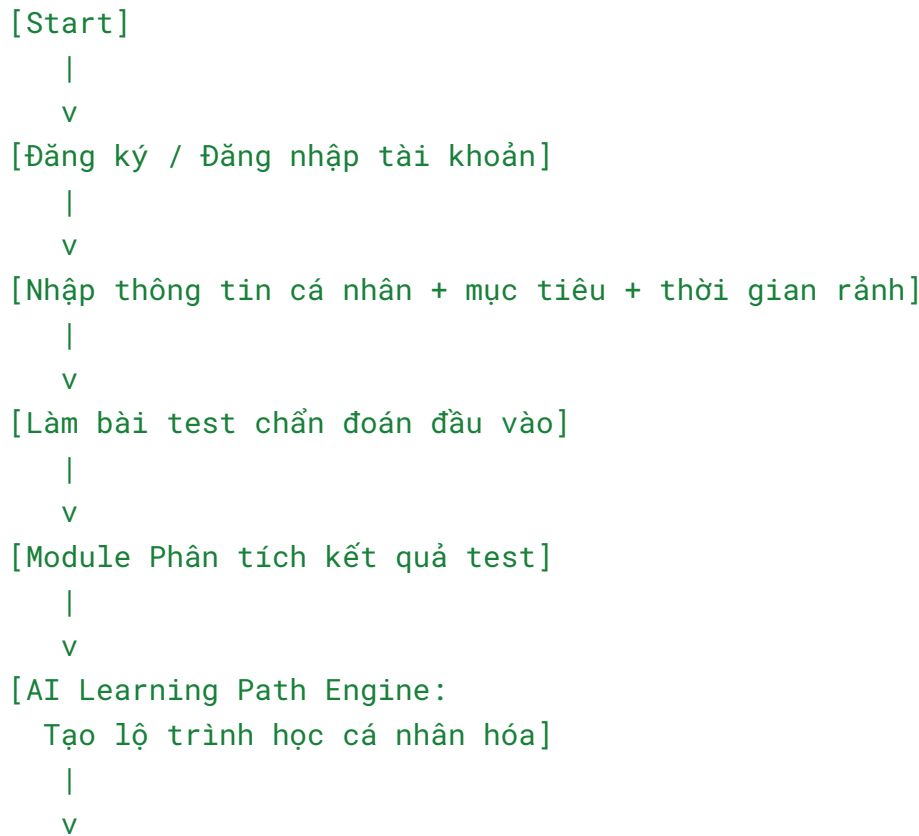 [Start]
|
v
[Đăng ký / Đăng nhập tài khoản]
|
v
[Nhập thông tin cá nhân + mục tiêu + thời gian rảnh]
|
v
[Làm bài test chẩn đoán đầu vào]
|
v
[Module Phân tích kết quả test]
|
v
[AI Learning Path Engine:
Tạo lộ trình học cá nhân hóa]
|
v